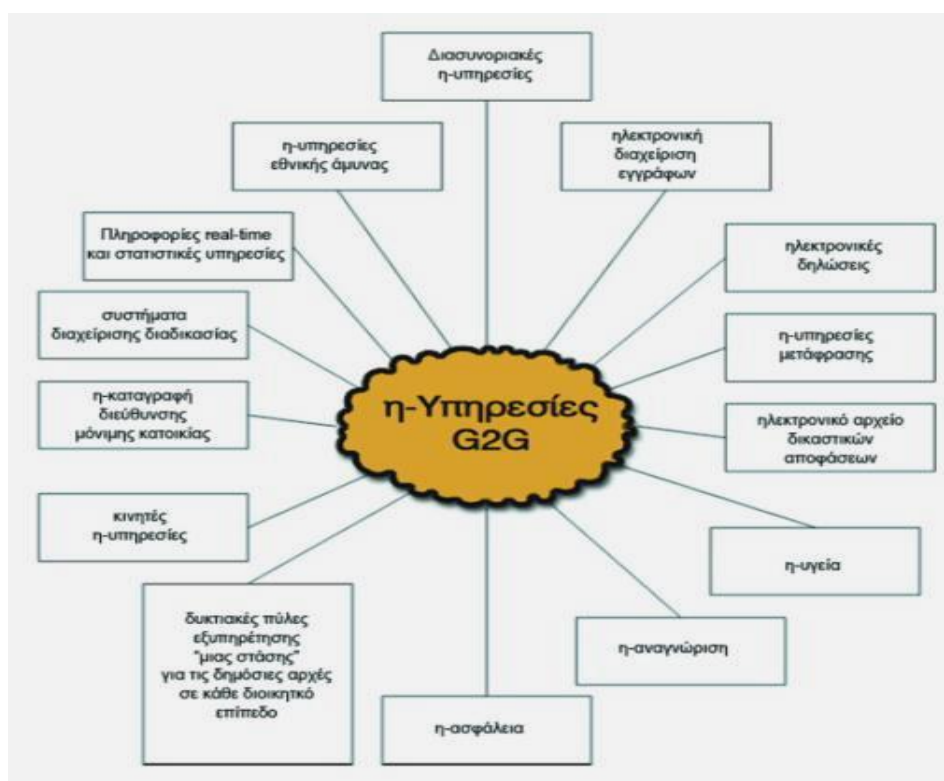 Διασυνοριακές
η-υπηρεσίες
η-υπηρεσίες
εθνικής άμυνας
ηλεκτρονική
διαχείριση
εγγράφων
Πληροφορίες real-time
και στατιστικές υπηρεσίες
ηλεκτρονικές
δηλώσεις
συστήματα
διαχείρισης διαδικασίας
η-υπηρεσίες
μετάφρασης
η-καταγραφή
διεύθυνσης
μόνιμης κατοικίας
η-Υπηρεσίες
G2G
ηλεκτρονικό αρχείο
δικαστικών
αποφάσεων
κινητές
η-υπηρεσίες
η-υγεία
δυκτιακές πύλες
εξυπηρέτησης
"μιας στάσης"
για τις δημόσιες αρχές
σε κάθε διοικητκό
επίπεδο
η-αναγνώριση
η-ασφάλεια